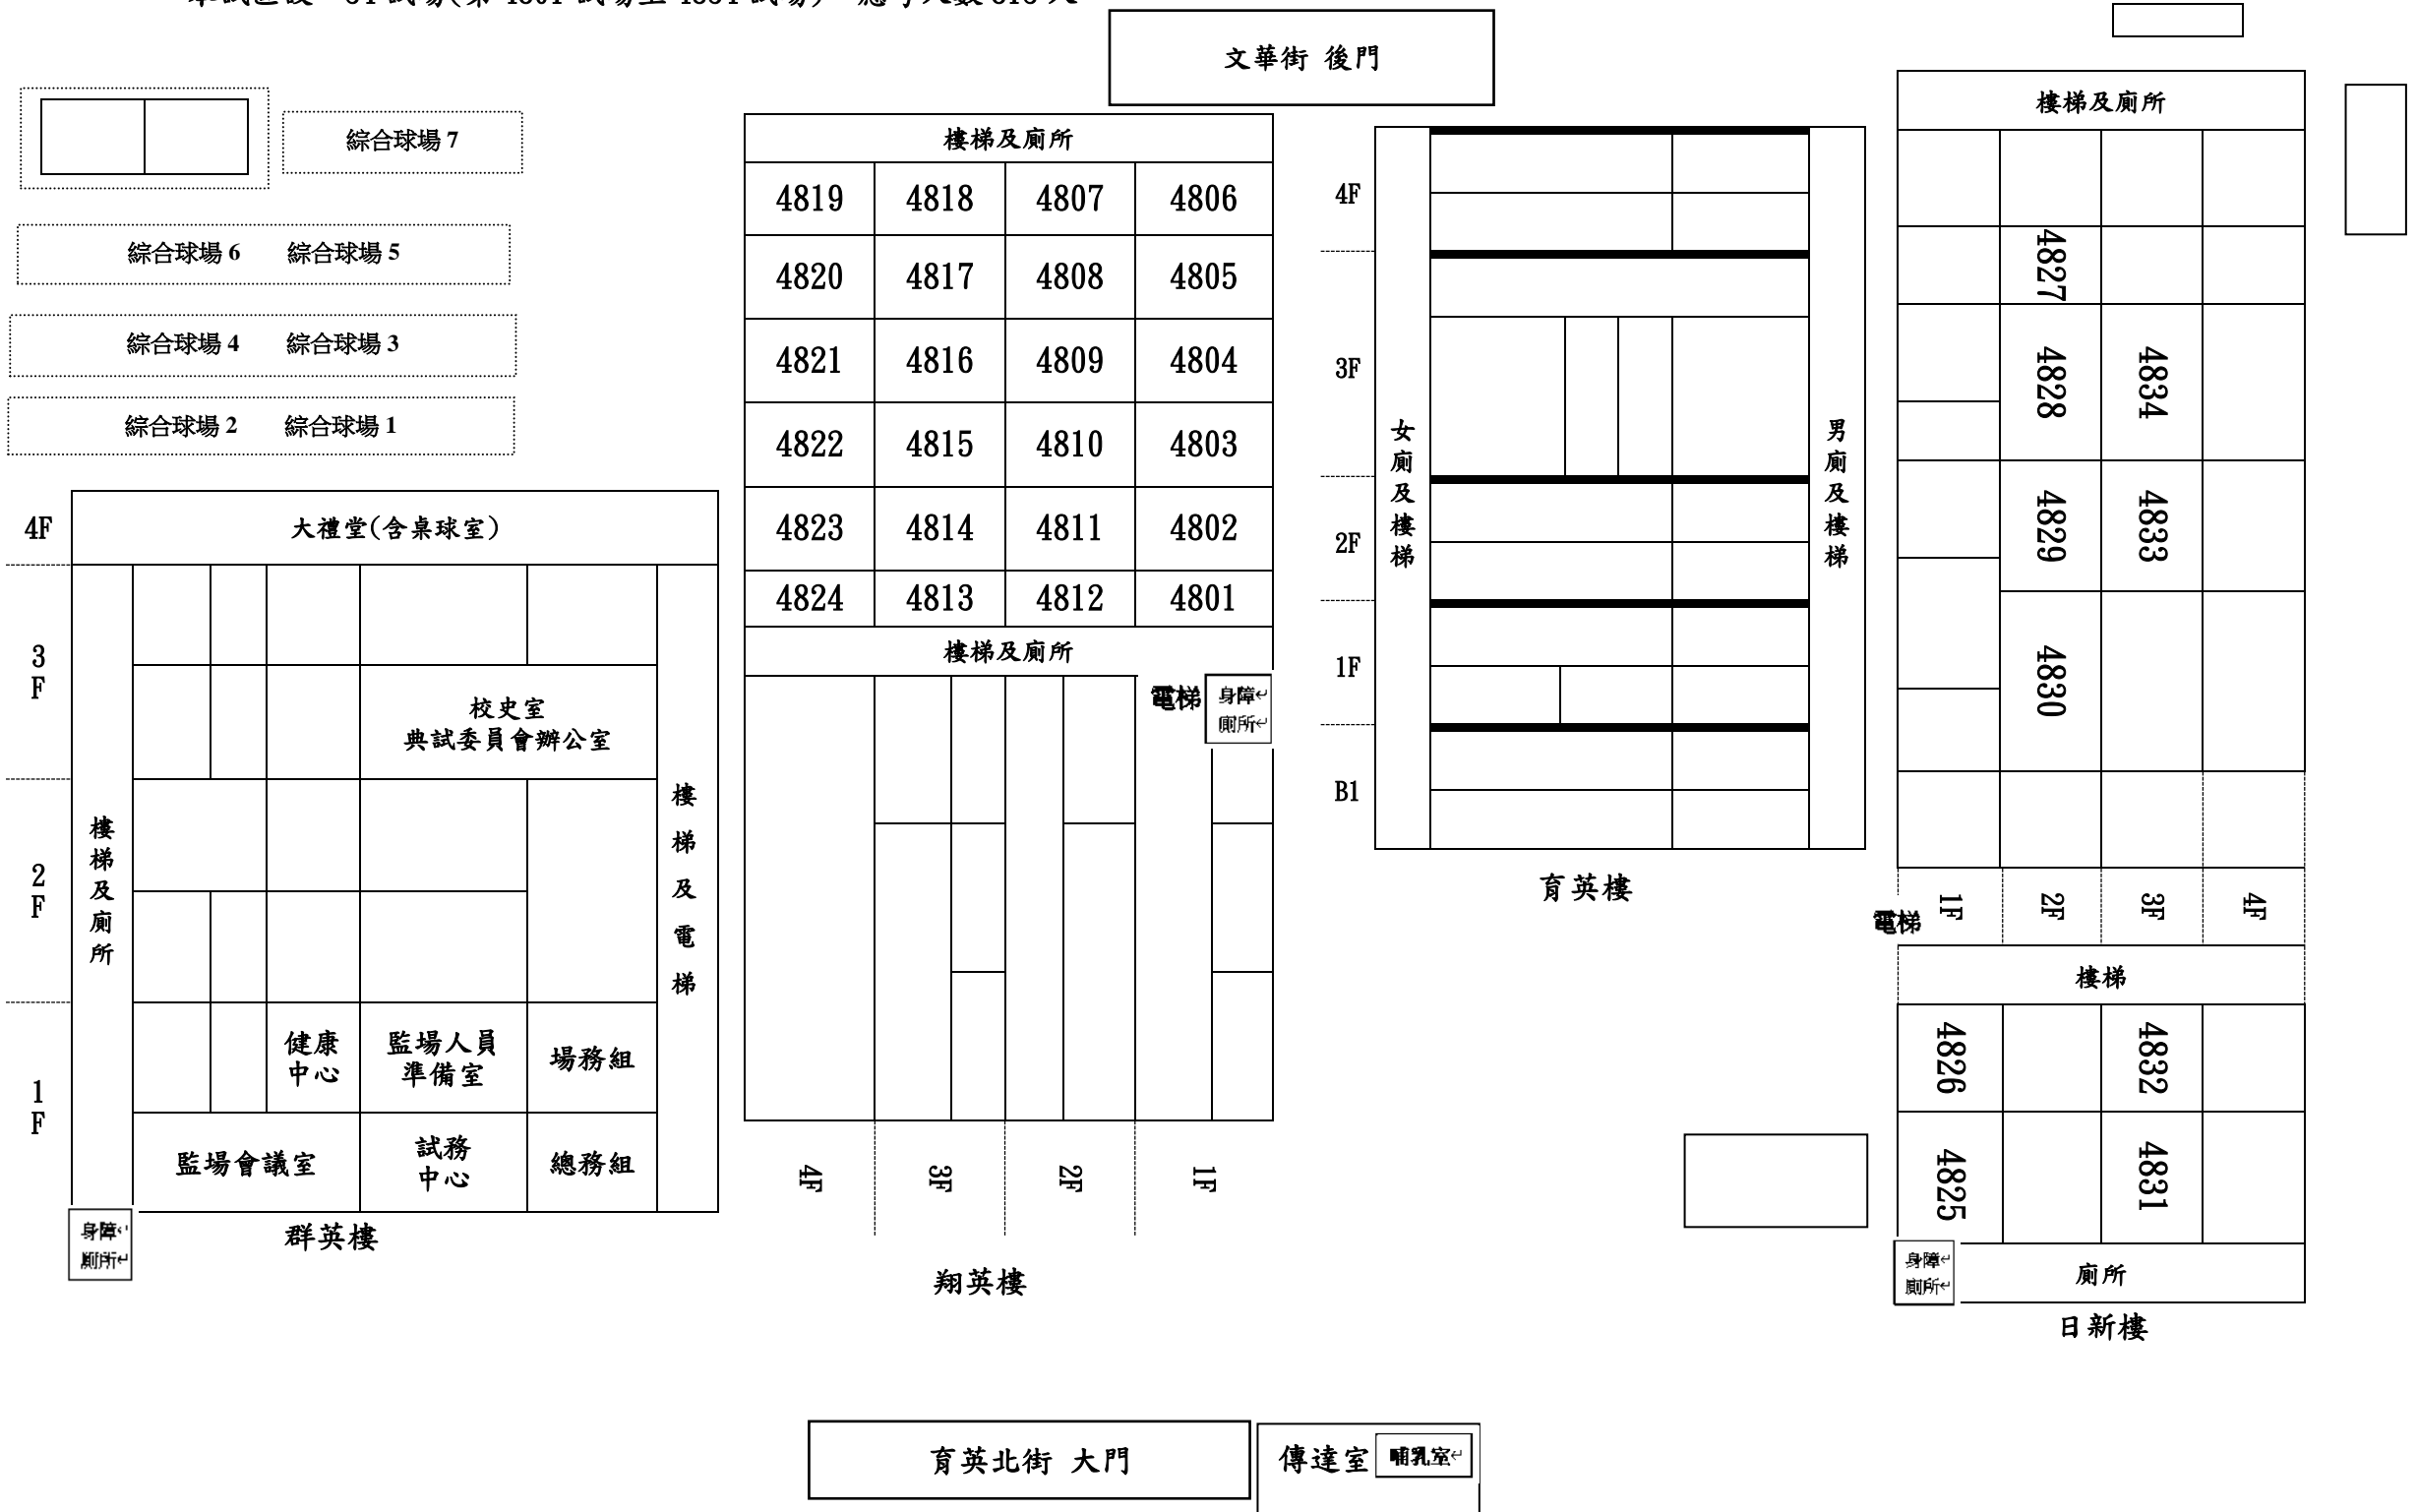 文華街 後門
綜合球場 7
綜合球場 6 綜合球場 5
綜合球場 4 綜合球場 3
綜合球場 2 綜合球場 1
4F
大禮堂(含桌球室)
3
F
2
F
1
F
樓梯及廁所
校史室
典試委員會辦公室
樓梯及電梯
健康
中心
監場人員
準備室
場務組
監場會議室
試務
中心
總務組
身障
廁所
群英樓
樓梯及廁所
4819 4818 4807 4806
4820 4817 4808 4805
4821 4816 4809 4804
4822 4815 4810 4803
4823 4814 4811 4802
4824 4813 4812 4801
樓梯及廁所
電梯
身障
廁所
4F 3F 2F 1F
翔英樓
4F
3F
2F
1F
B1
女廁及樓梯
男廁及樓梯
育英樓
樓梯及廁所
4827
4828 4834
4829 4833
4830
電梯
1F 2F 3F 4F
樓梯
4826 4832
4825 4831
身障
廁所
廁所
日新樓
育英北街 大門
傳達室
哺乳室